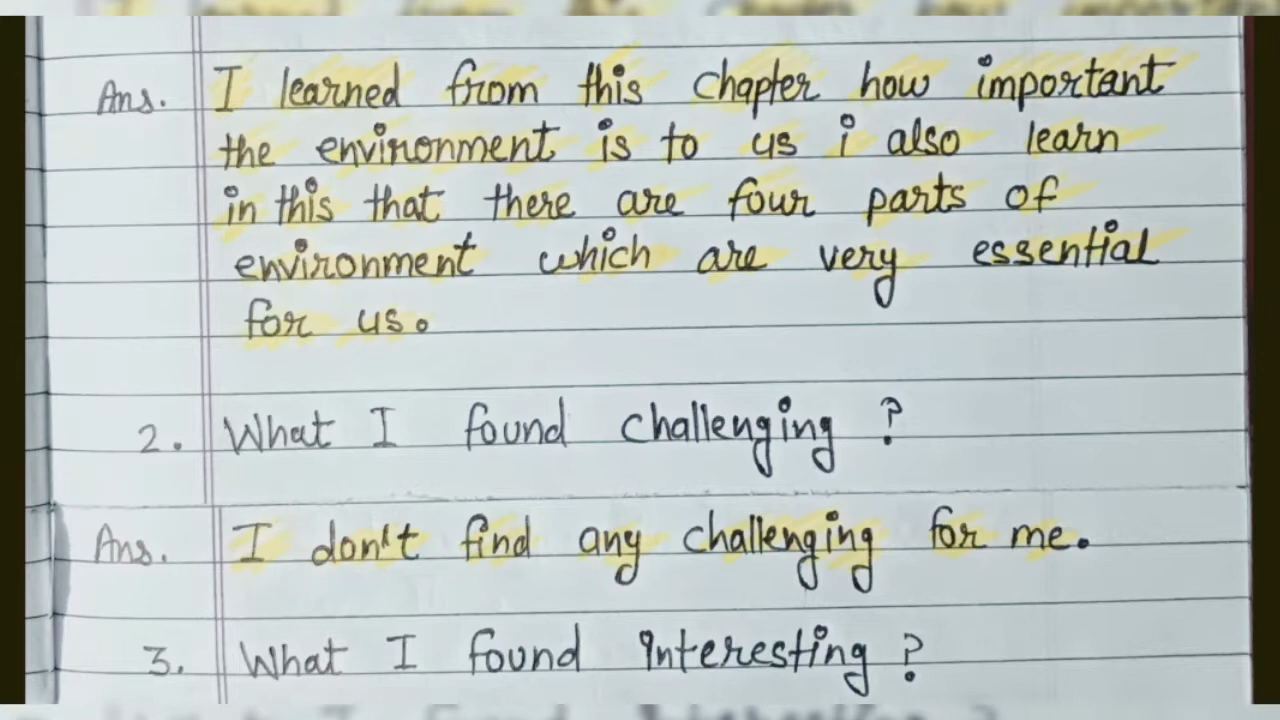 Ans. I learned from this chapter how important
the environment is to us i also learn
in this that there are four parts of
environment which are very essential
for us.
2. What I found challenging ?
Ans. I don't find any challenging for me.
3. What I found interesting ?